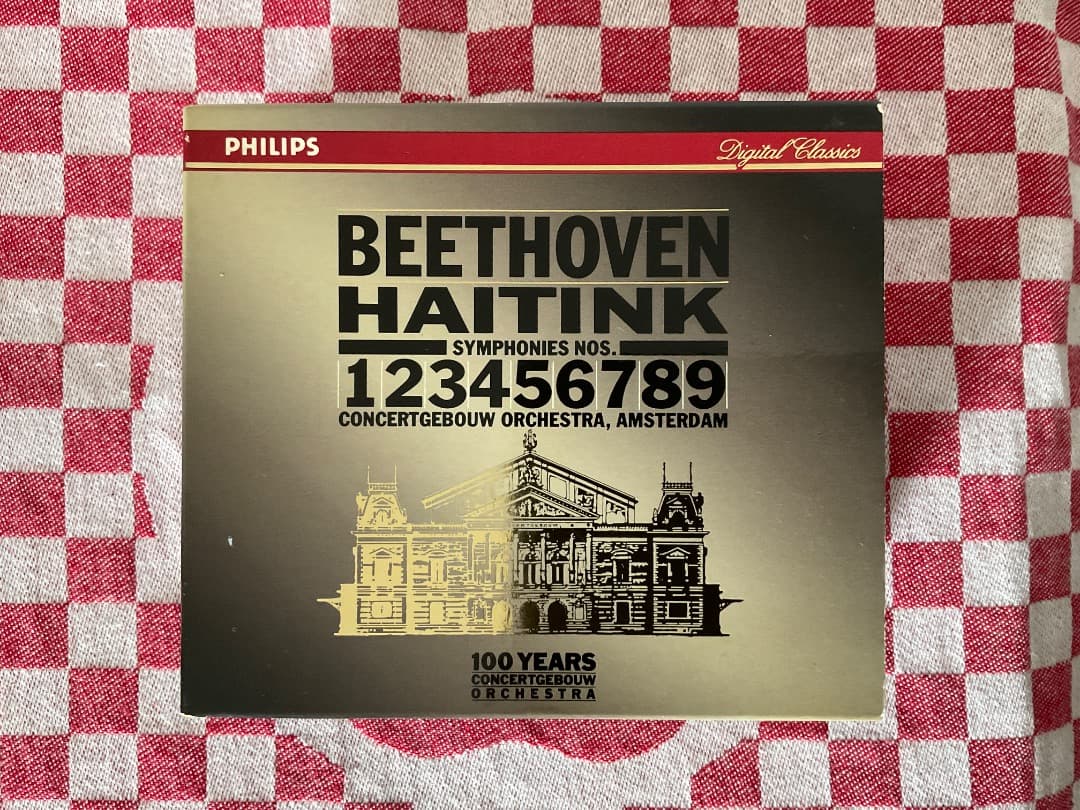 PHILIPS Digital Classics
BEETHOVEN
HAITINK
SYMPHONIES NOS.
123456789
CONCERTGEBOUW ORCHESTRA, AMSTERDAM
100 YEARS
CONCERTGEBOUW
ORCHESTRA